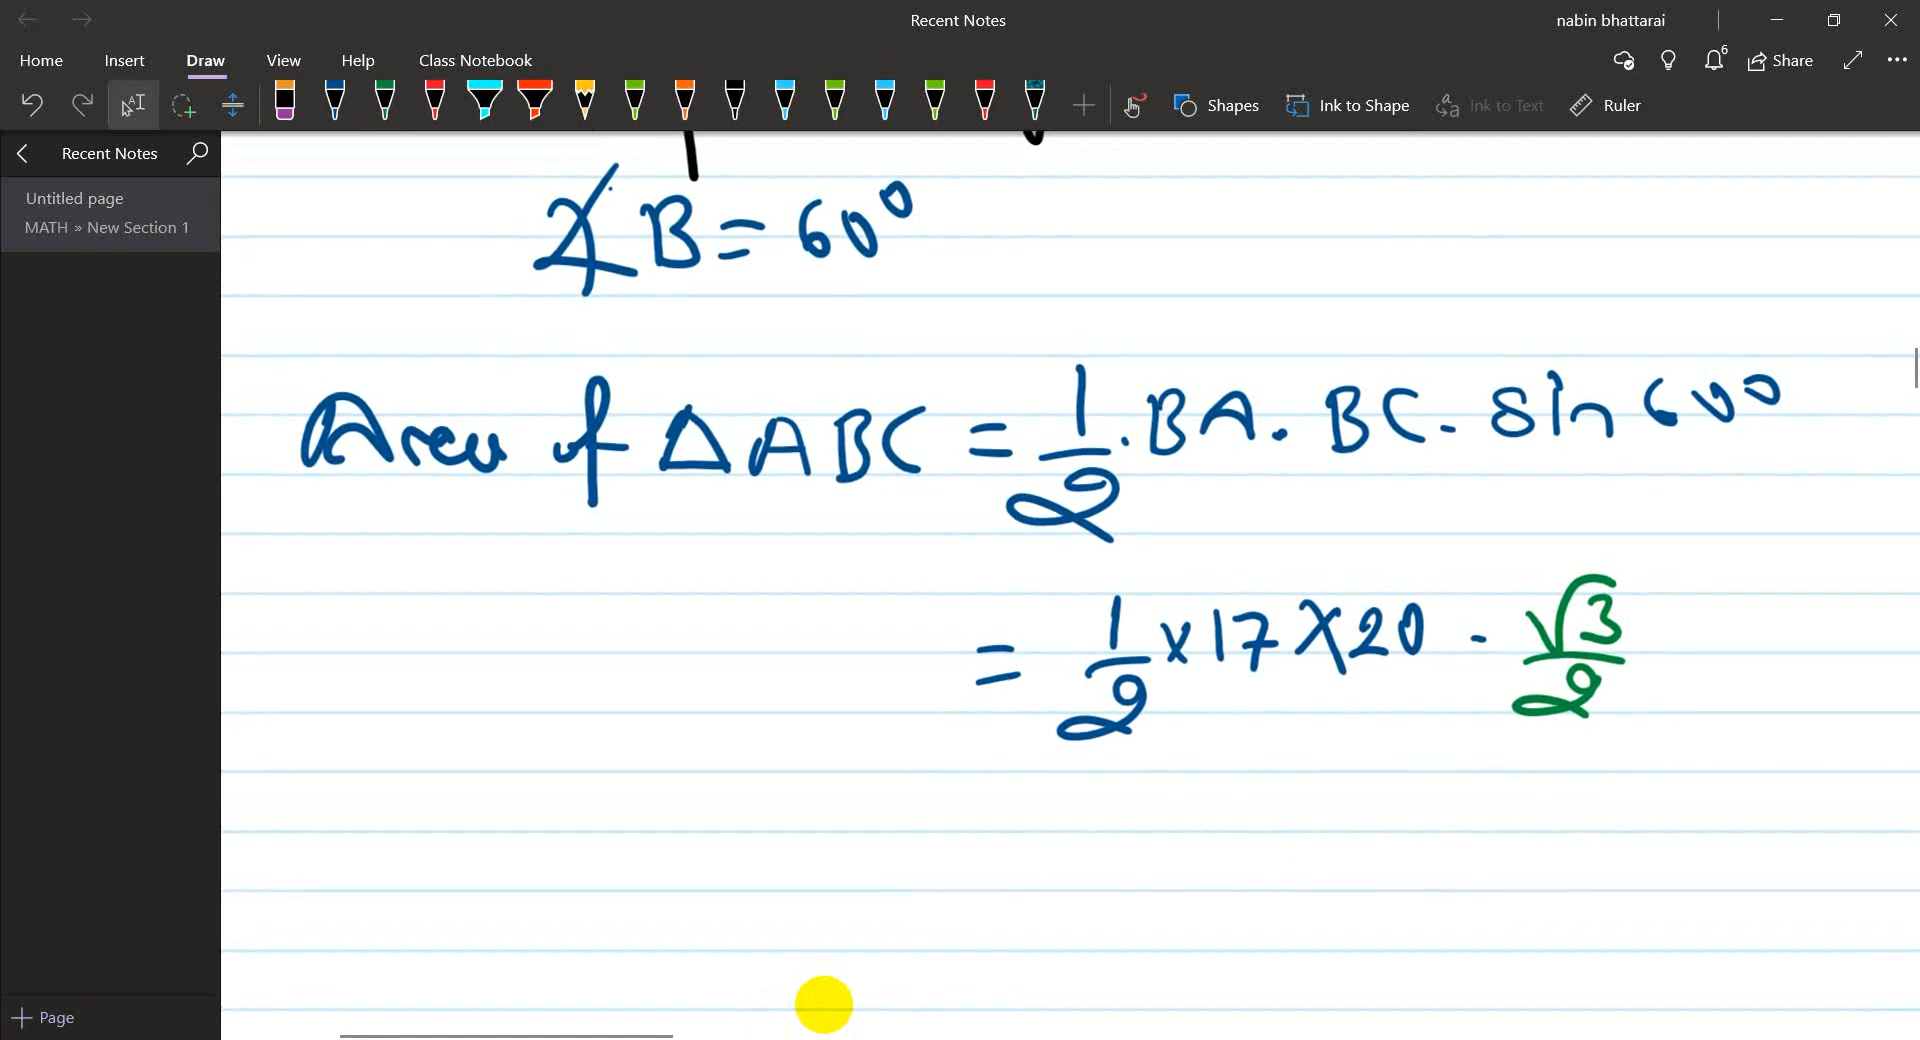 Recent Notes
nabin bhattarai
Home Insert Draw View Help Class Notebook
6
Share
Shapes Ink to Shape Ink to Text Ruler
Recent Notes
Untitled page
MATH » New Section 1
∡B = 60°
Area of ΔABC = 1/2 · BA · BC · sin 60°
= 1/2 × 17 × 20 · √3/2
Page